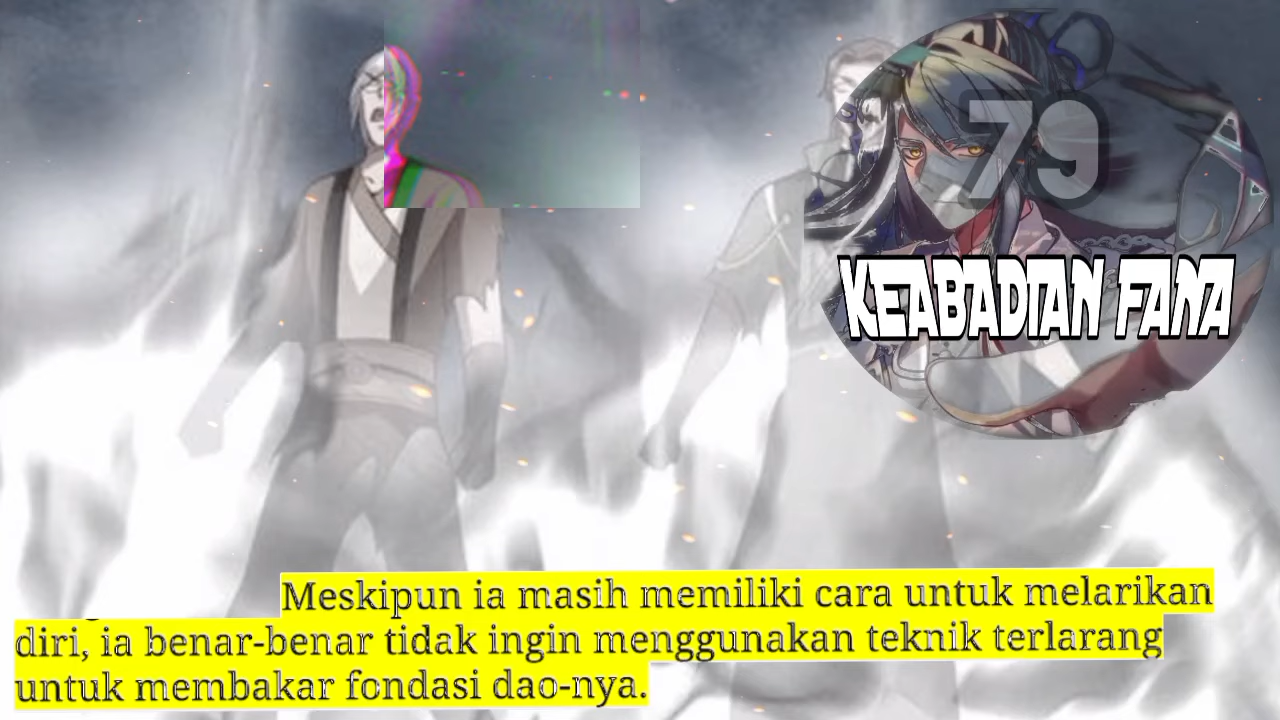 79
KEABADIAN FANA
Meskipun ia masih memiliki cara untuk melarikan
diri, ia benar-benar tidak ingin menggunakan teknik terlarang
untuk membakar fondasi dao-nya.